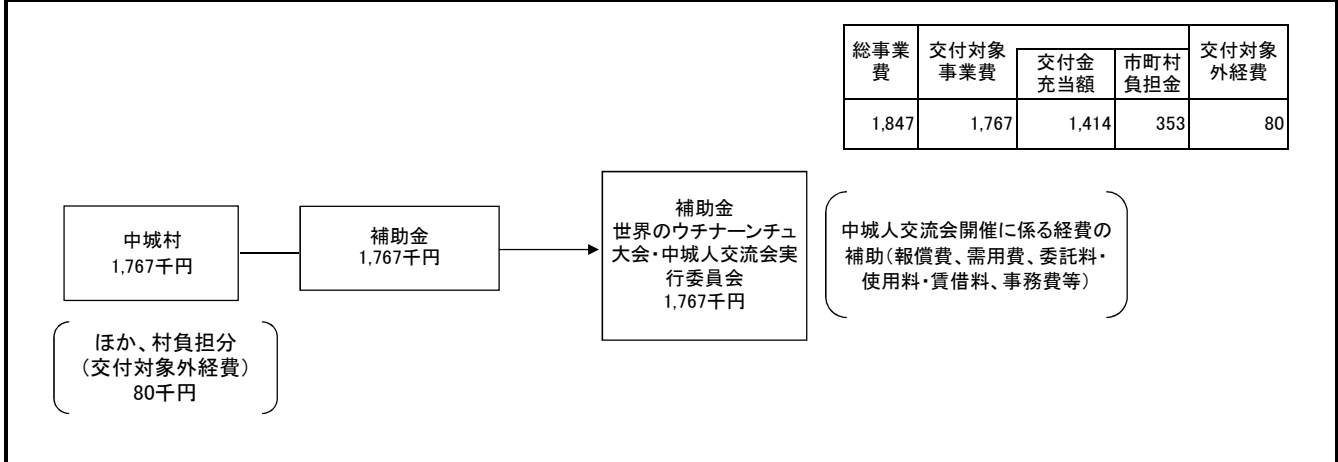 総事業
費
交付対象
事業費
交付金
充当額
市町村
負担金
交付対象
外経費
1,847
1,767
1,414
353
80
中城村
1,767千円
補助金
1,767千円
補助金
世界のウチナーンチュ
大会・中城人交流会実
行委員会
1,767千円
中城人交流会開催に係る経費の
補助(報償費、需用費、委託料・
使用料・賃借料、事務費等)
ほか、村負担分
(交付対象外経費)
80千円